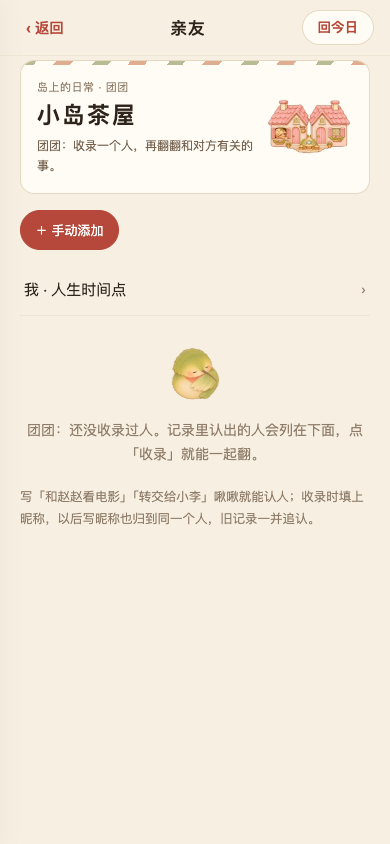 ‹ 返回
亲友
回今日
岛上的日常 · 团团
小岛茶屋
团团：收录一个人，再翻翻和对方有关的
事。
＋ 手动添加
我 · 人生时间点
›
团团：还没收录过人。记录里认出的人会列在下面，点
「收录」就能一起翻。
写「和赵赵看电影」「转交给小李」啾啾就能认人；收录时填上
昵称，以后写昵称也归到同一个人，旧记录一并追认。